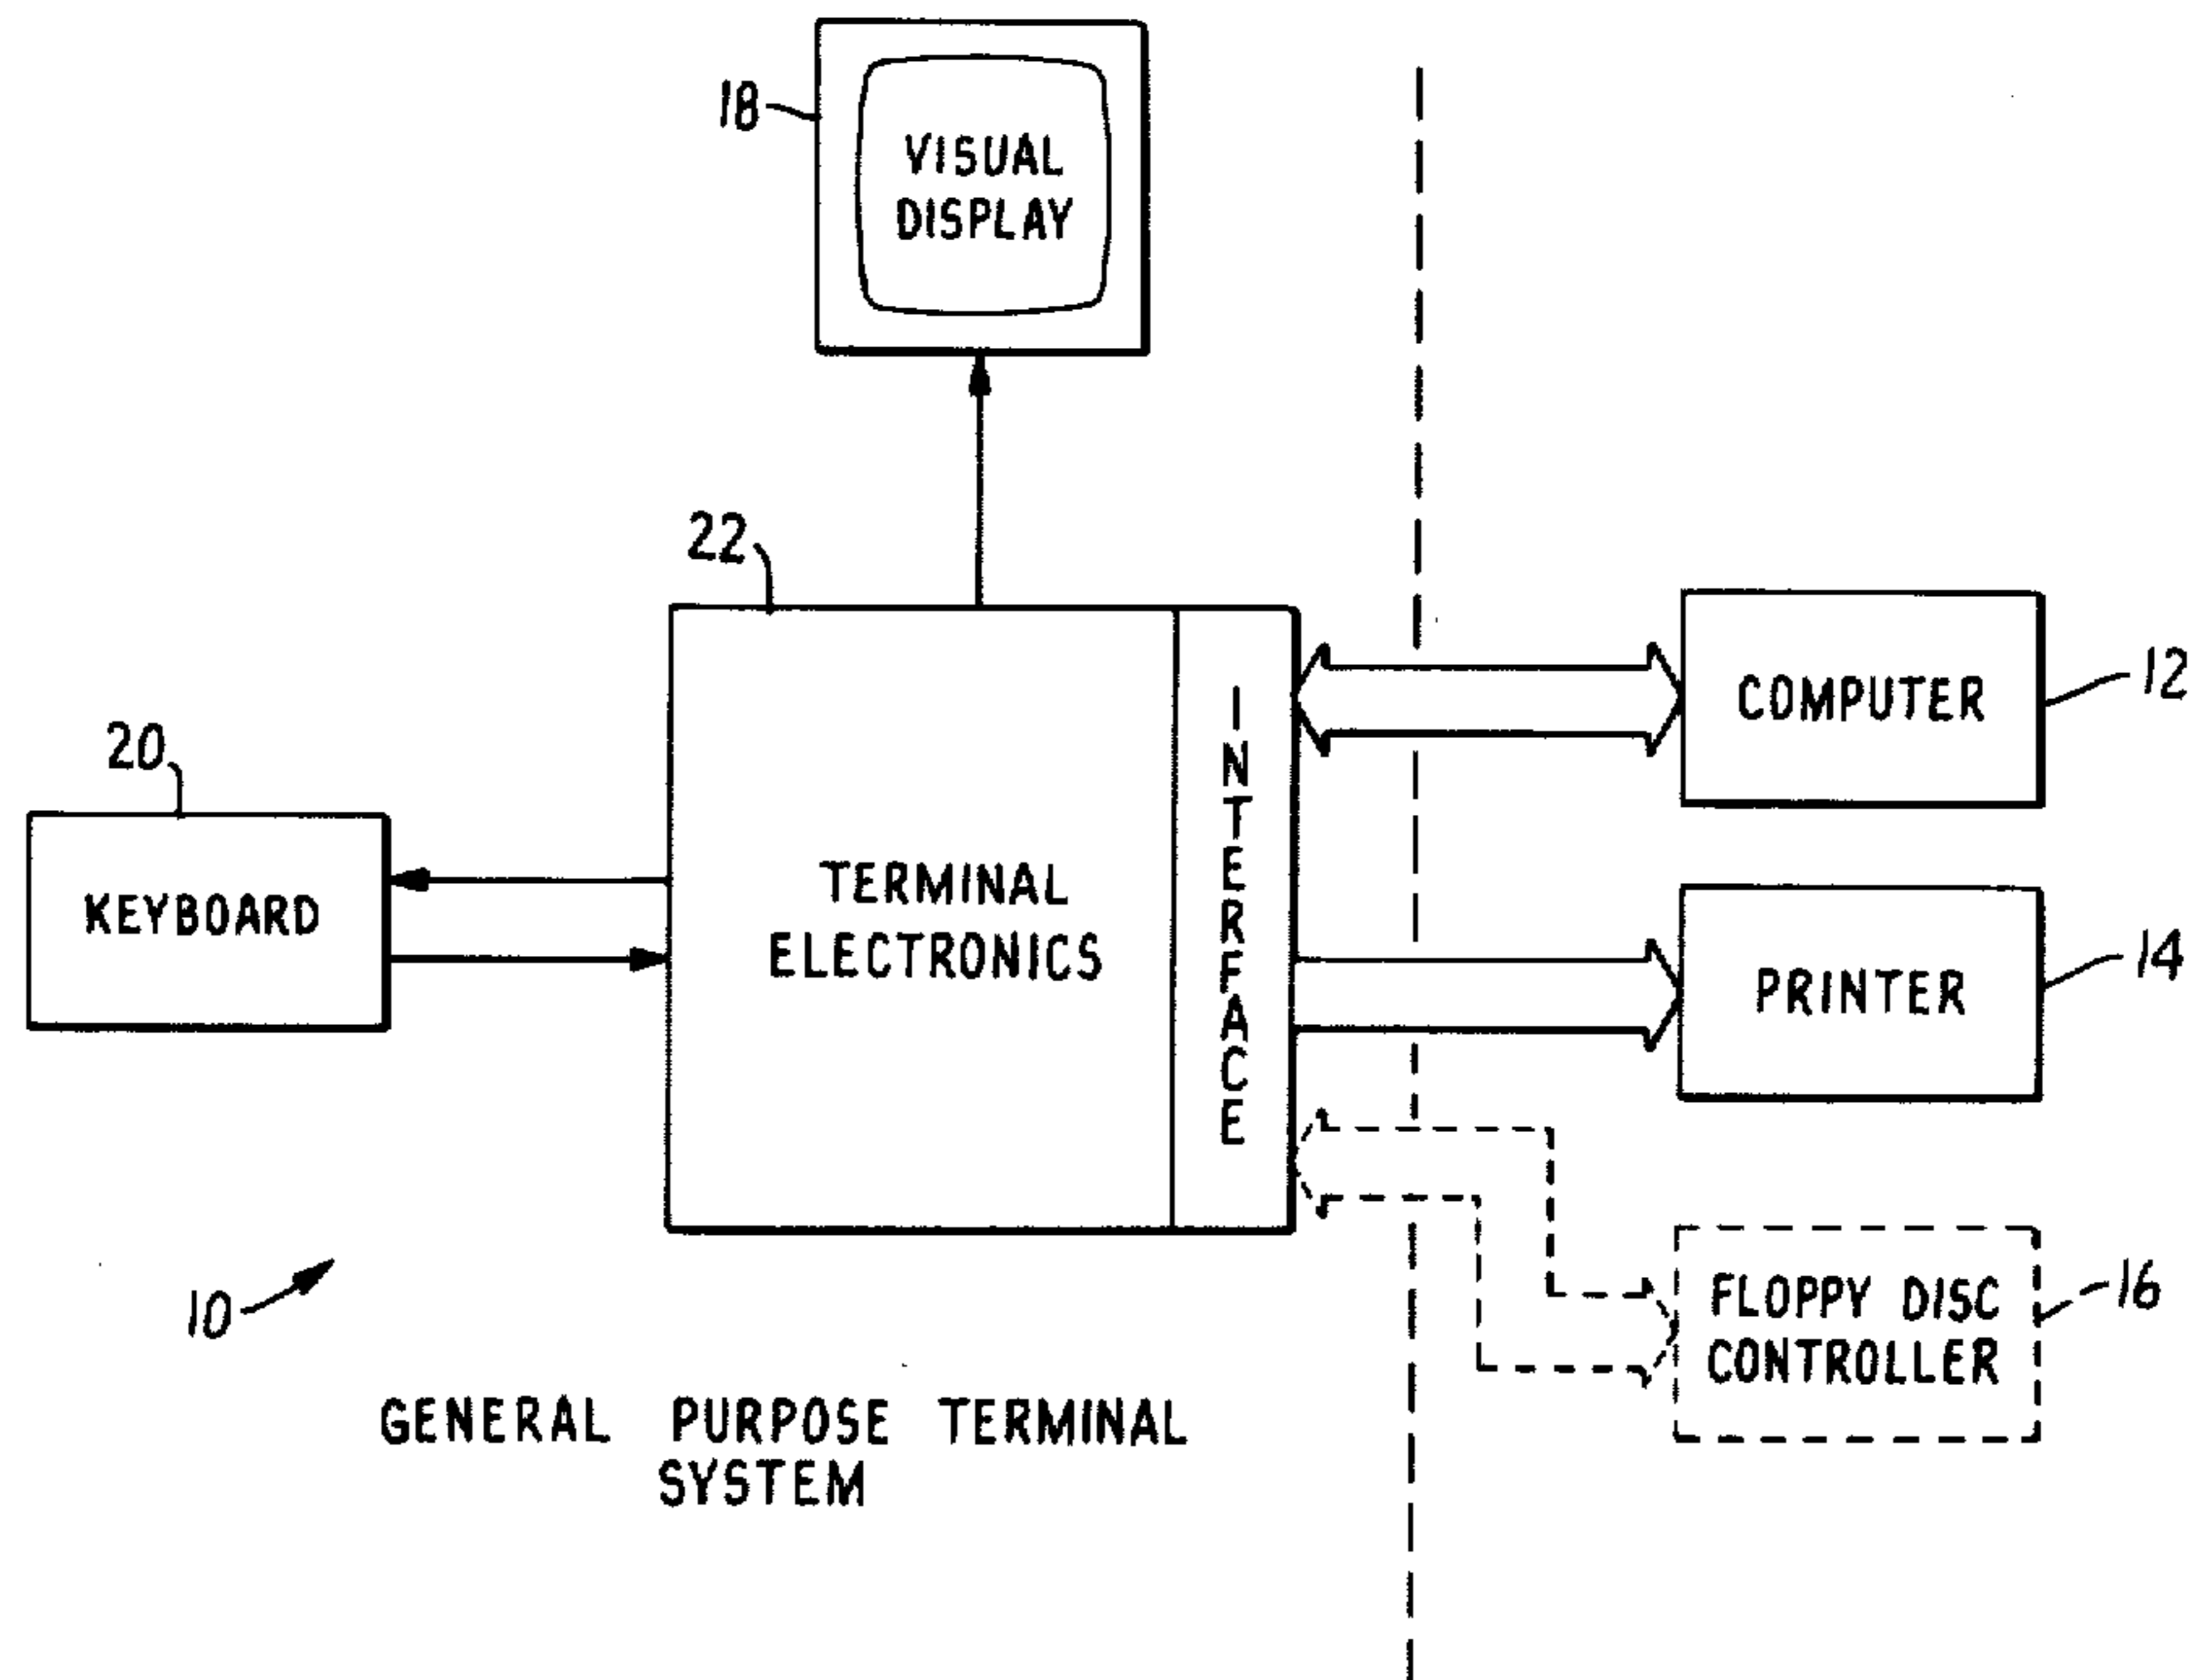 18
VISUAL
DISPLAY
22
COMPUTER
12
INTERFACE
20
KEYBOARD
TERMINAL
ELECTRONICS
PRINTER
14
10
FLOPPY DISC
CONTROLLER
16
GENERAL PURPOSE TERMINAL
SYSTEM